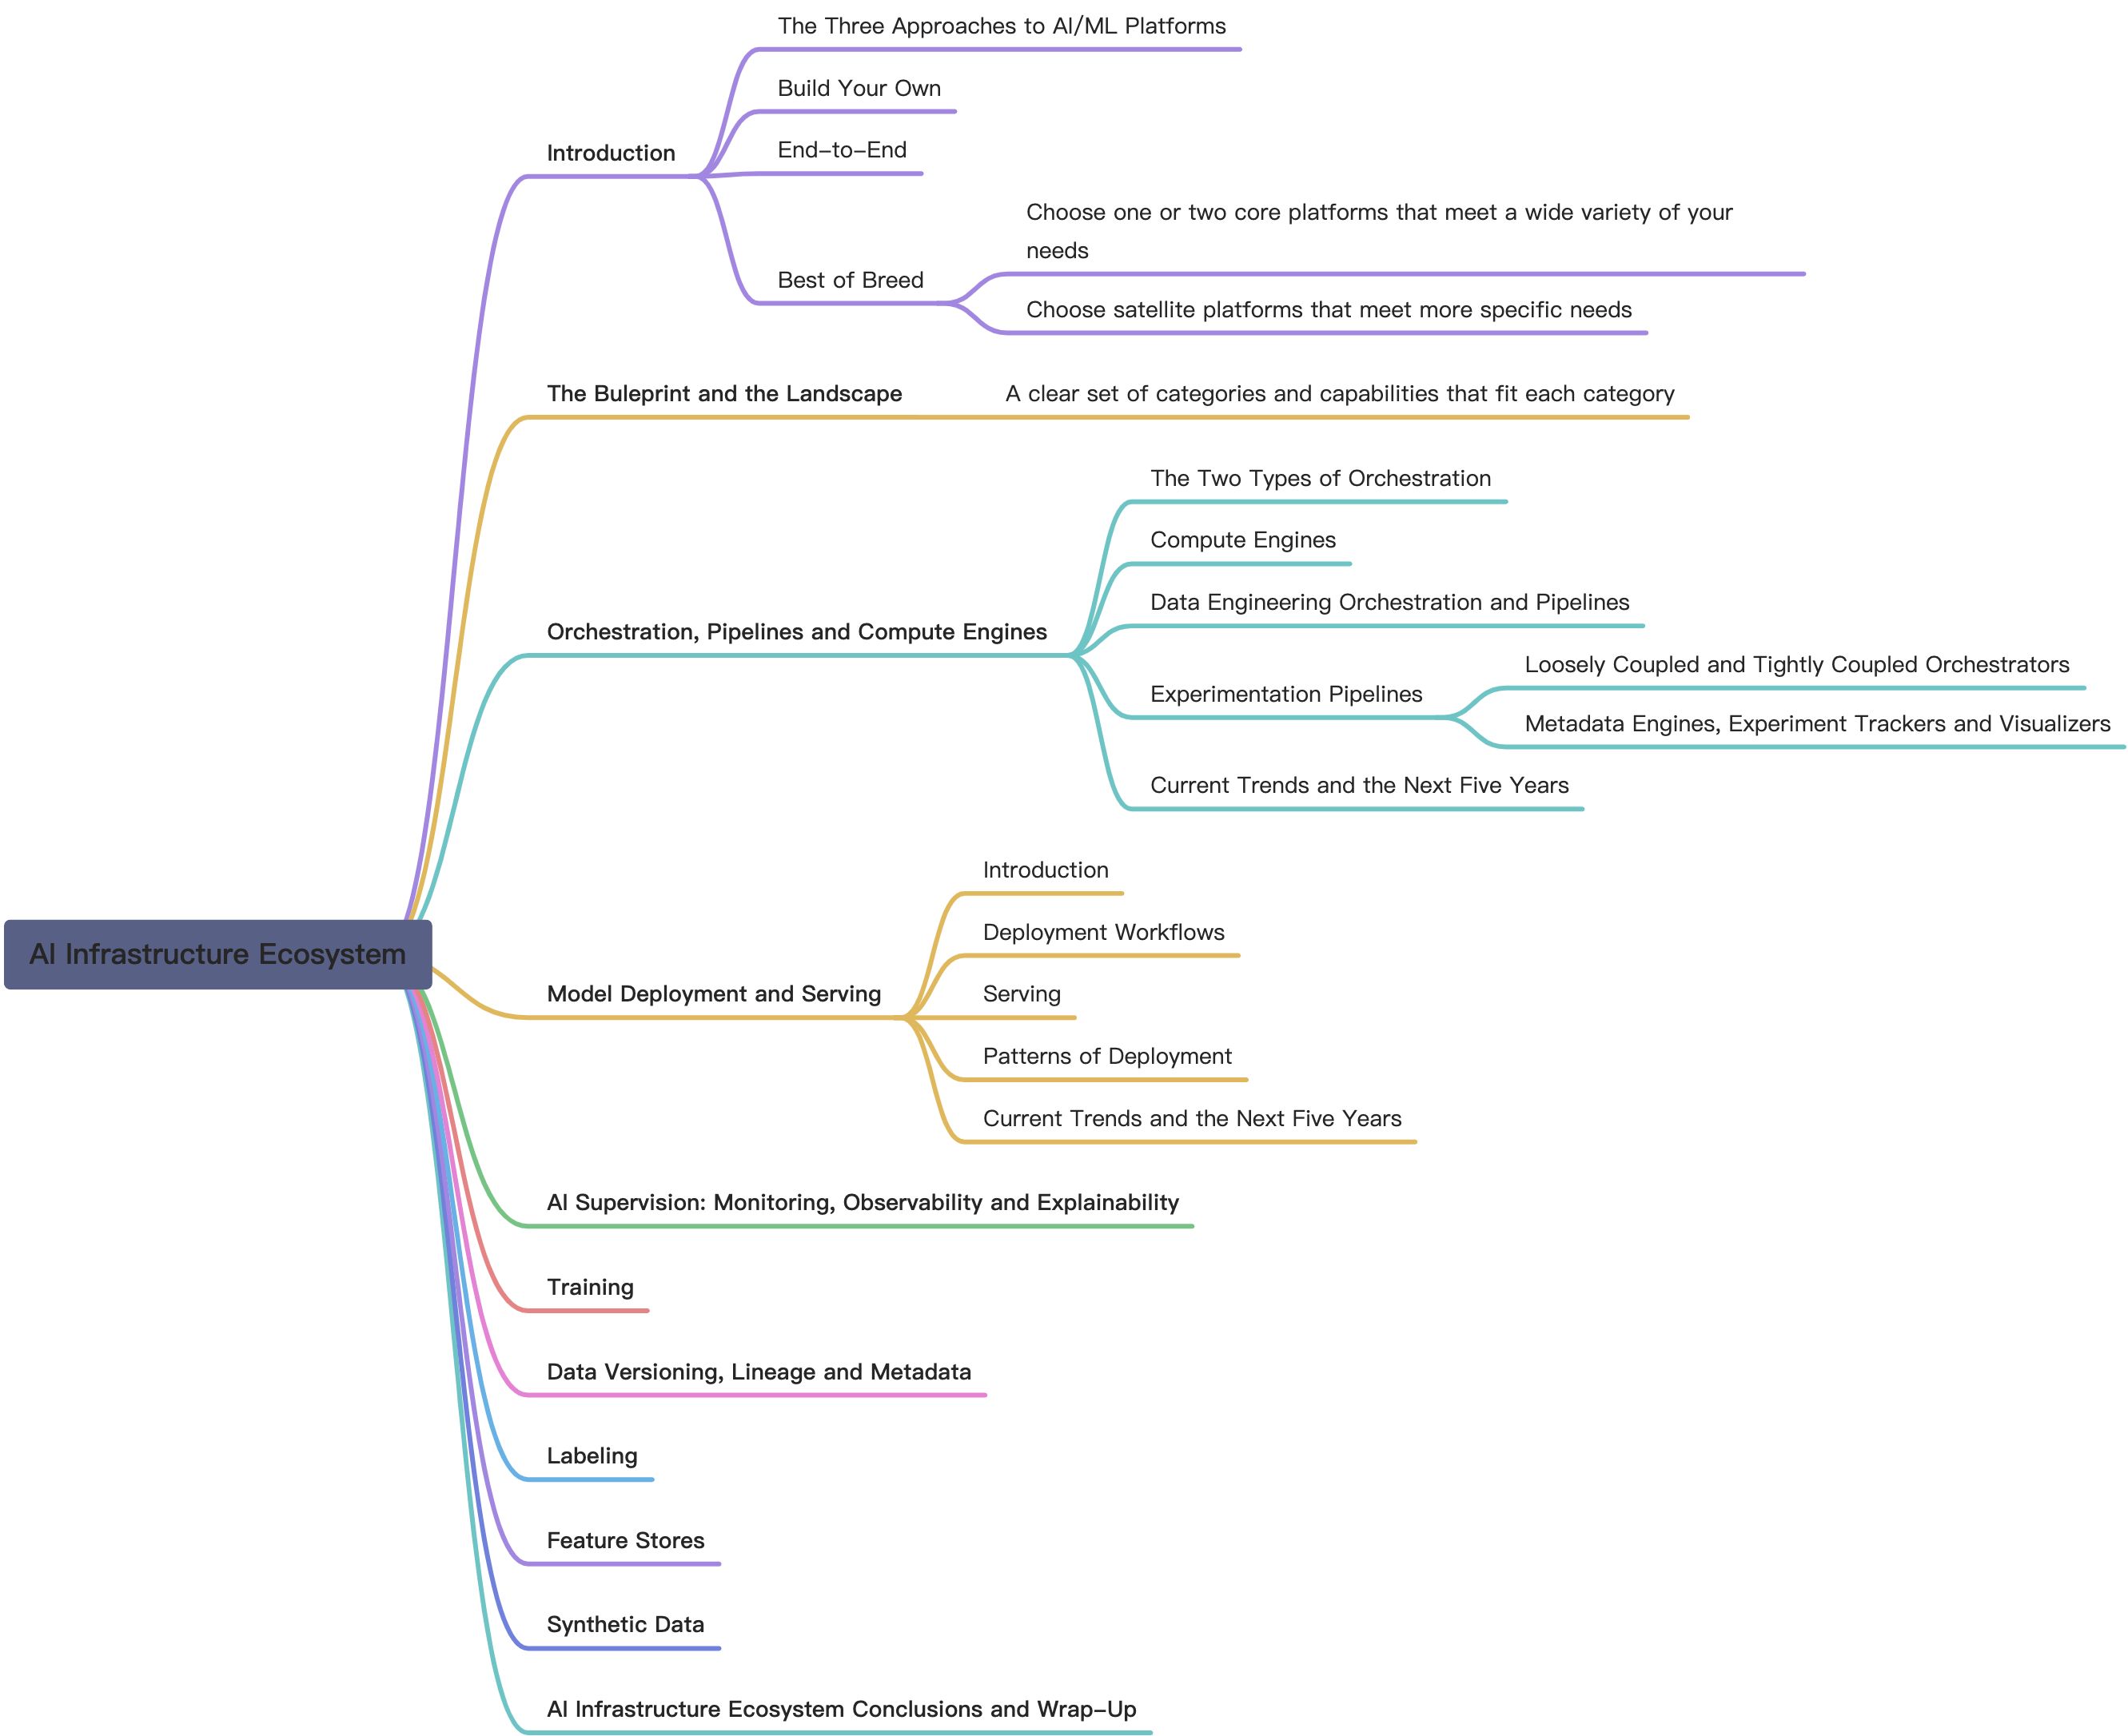 The Three Approaches to AI/ML Platforms
Build Your Own
End-to-End
Introduction
Choose one or two core platforms that meet a wide variety of your
needs
Best of Breed
Choose satellite platforms that meet more specific needs
The Buleprint and the Landscape
A clear set of categories and capabilities that fit each category
The Two Types of Orchestration
Compute Engines
Data Engineering Orchestration and Pipelines
Orchestration, Pipelines and Compute Engines
Loosely Coupled and Tightly Coupled Orchestrators
Experimentation Pipelines
Metadata Engines, Experiment Trackers and Visualizers
Current Trends and the Next Five Years
Introduction
Deployment Workflows
AI Infrastructure Ecosystem
Model Deployment and Serving
Serving
Patterns of Deployment
Current Trends and the Next Five Years
AI Supervision: Monitoring, Observability and Explainability
Training
Data Versioning, Lineage and Metadata
Labeling
Feature Stores
Synthetic Data
AI Infrastructure Ecosystem Conclusions and Wrap-Up